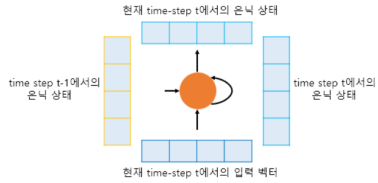 현재 time-step t에서의 은닉 상태
time step t-1에서의
은닉 상태
time step t에서의
은닉 상태
현재 time-step t에서의 입력 벡터